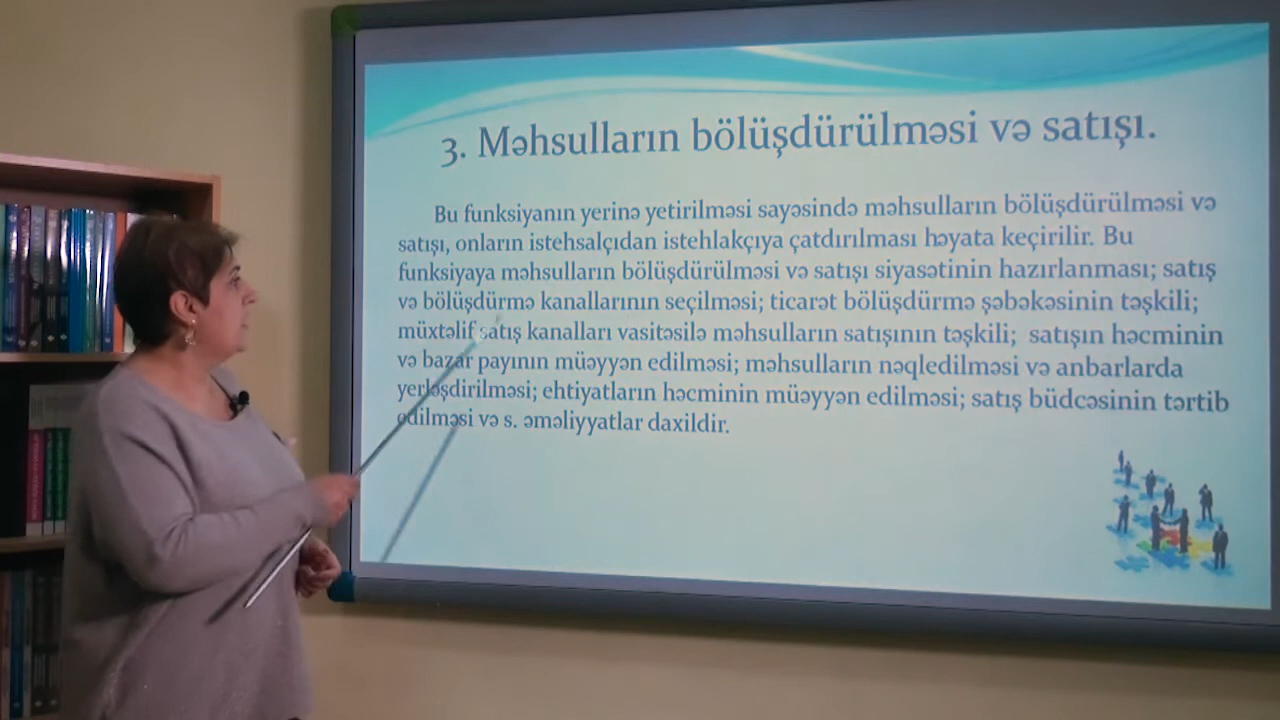 3. Məhsulların bölüşdürülməsi və satışı.
Bu funksiyanın yerinə yetirilməsi sayəsində məhsulların bölüşdürülməsi və
satışı, onların istehsalçıdan istehlakçıya çatdırılması həyata keçirilir. Bu
funksiyaya məhsulların bölüşdürülməsi və satışı siyasətinin hazırlanması; satış
və bölüşdürmə kanallarının seçilməsi; ticarət bölüşdürmə şəbəkəsinin təşkili;
müxtəlif satış kanalları vasitəsilə məhsulların satışının təşkili; satışın həcminin
və bazar payının müəyyən edilməsi; məhsulların nəqledilməsi və anbarlarda
yerləşdirilməsi; ehtiyatların həcminin müəyyən edilməsi; satış büdcəsinin tərtib
edilməsi və s. əməliyyatlar daxildir.